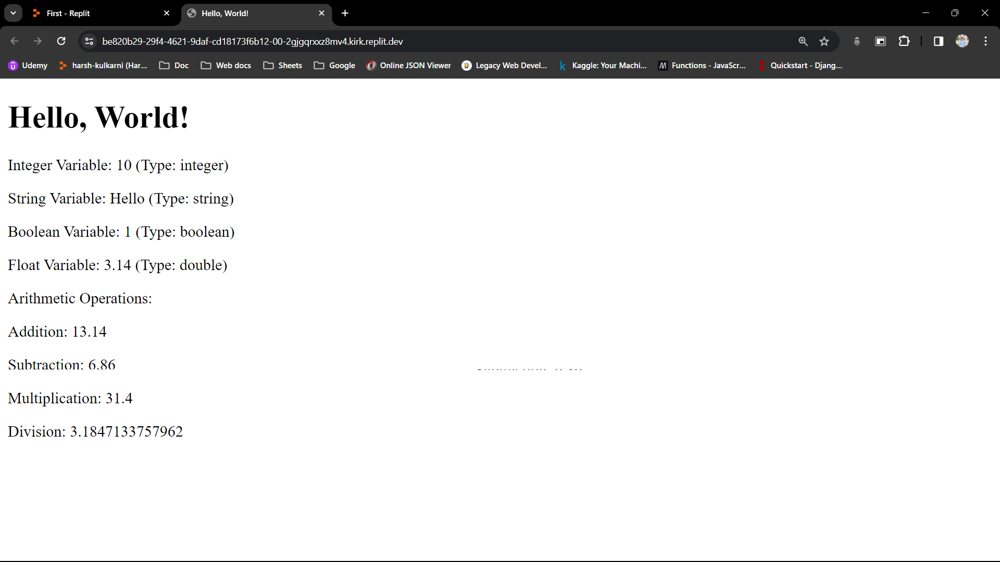 First - Replit
Hello, World!
be820b29-29f4-4621-9daf-cd18173f6b12-00-2gjgqrxxz8mv4.kirk.replit.dev
Udemy harsh-kulkarni (Har... Doc Web docs Sheets Google Online JSON Viewer Legacy Web Devel... Kaggle: Your Machi... Functions - JavaScr... Quickstart - Djang...
Hello, World!
Integer Variable: 10 (Type: integer)
String Variable: Hello (Type: string)
Boolean Variable: 1 (Type: boolean)
Float Variable: 3.14 (Type: double)
Arithmetic Operations:
Addition: 13.14
Subtraction: 6.86
Multiplication: 31.4
Division: 3.1847133757962